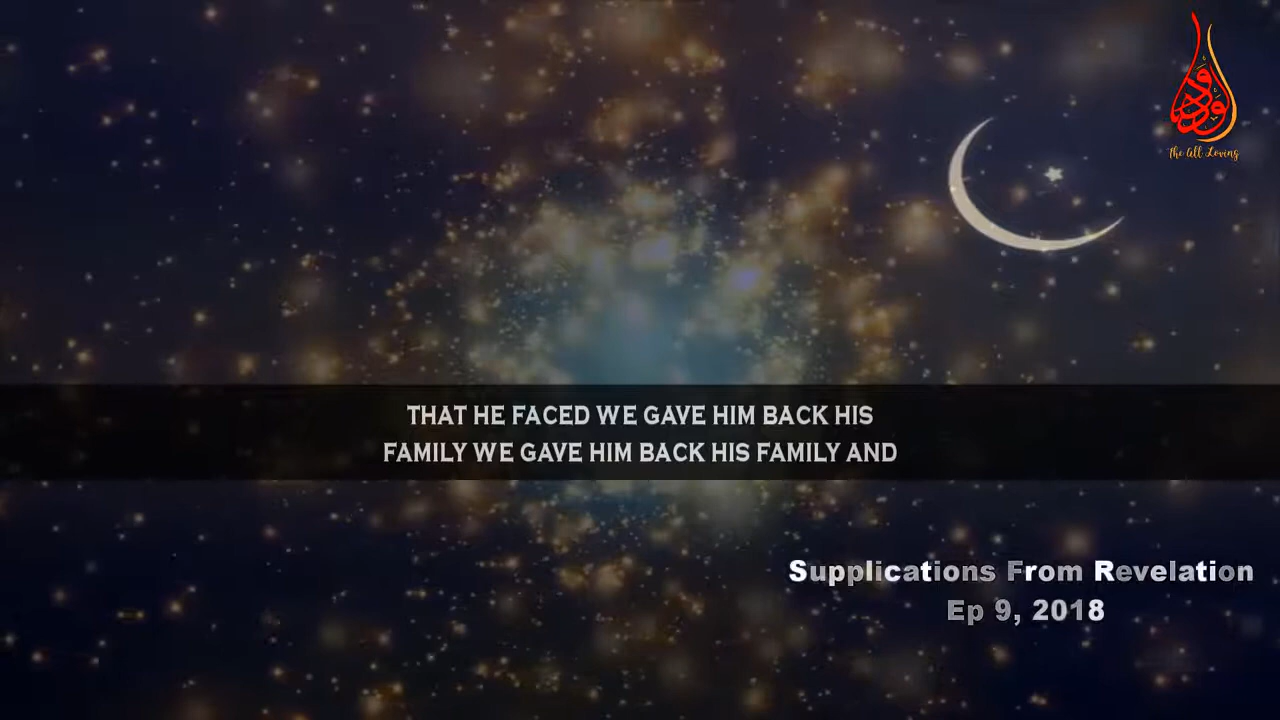 الودود
The All Loving
THAT HE FACED WE GAVE HIM BACK HIS
FAMILY WE GAVE HIM BACK HIS FAMILY AND
Supplications From Revelation
Ep 9, 2018